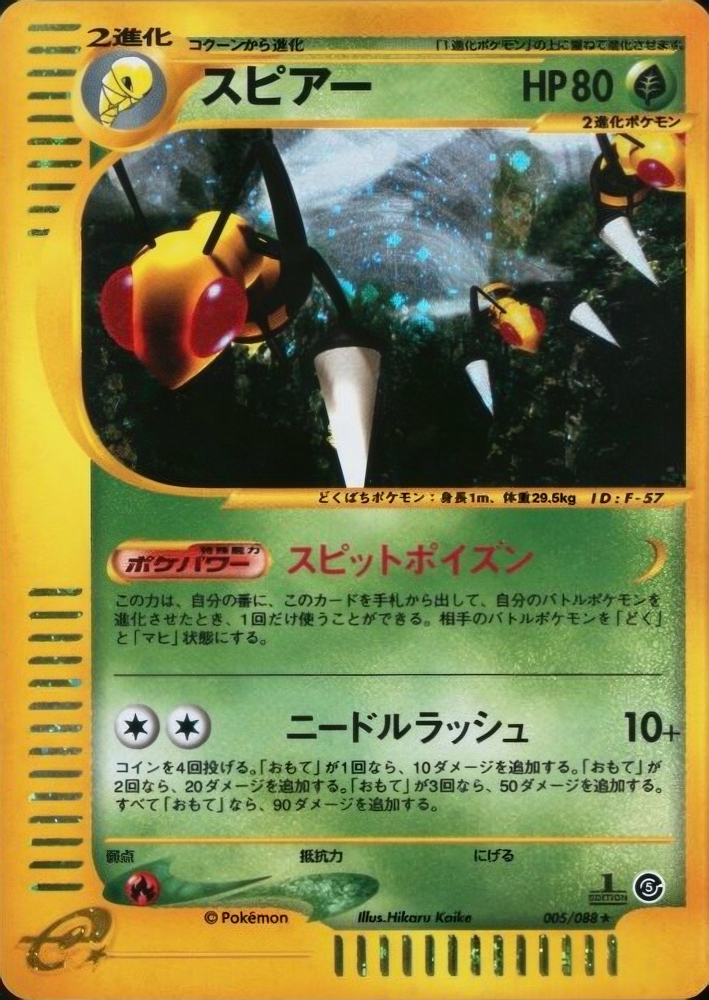 2進化
コクーンから進化
「1進化ポケモン」の上に重ねて進化させます。
スピアー
HP80
2進化ポケモン
どくばちポケモン：身長1m、体重29.5kg ID：F-57
特殊能力
ポケパワー
スピットポイズン
この力は、自分の番に、このカードを手札から出して、自分のバトルポケモンを
進化させたとき、1回だけ使うことができる。相手のバトルポケモンを「どく」
と「マヒ」状態にする。
ニードルラッシュ
10+
コインを4回投げる。「おもて」が1回なら、10ダメージを追加する。「おもて」が
2回なら、20ダメージを追加する。「おもて」が3回なら、50ダメージを追加する。
すべて「おもて」なら、90ダメージを追加する。
弱点
抵抗力
にげる
1
EDITION
5
© Pokémon
Illus.Hikaru Koike
005/088★
e